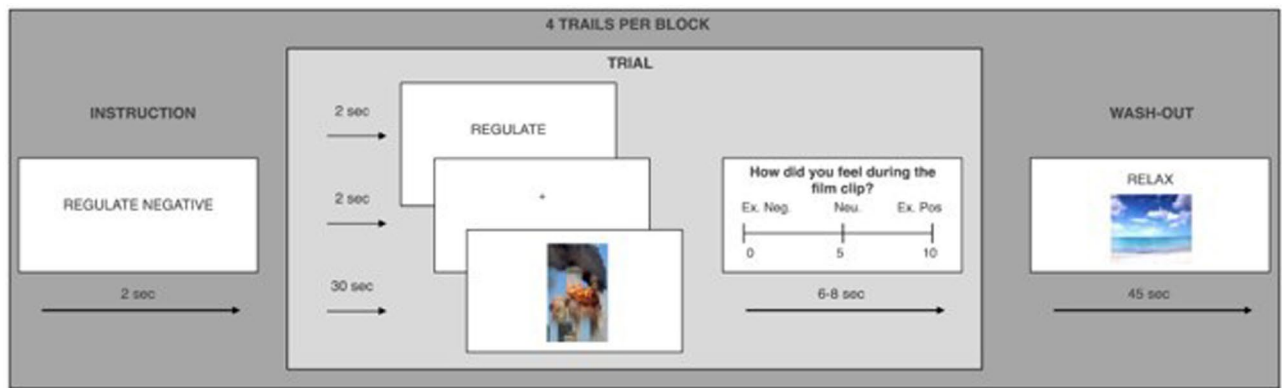 4 TRAILS PER BLOCK
TRIAL
INSTRUCTION
REGULATE NEGATIVE
2 sec
2 sec
REGULATE
2 sec
+
30 sec
How did you feel during the
film clip?
Ex. Neg. Neu. Ex. Pos
0 5 10
6-8 sec
WASH-OUT
RELAX
45 sec